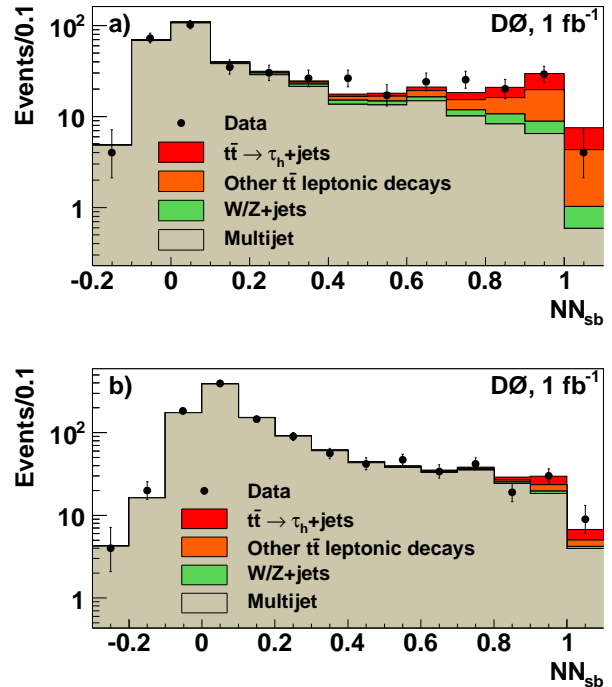 a) DØ, 1 fb⁻¹
Events/0.1
10²
10
1
Data
tt̄ → τₕ+jets
Other tt̄ leptonic decays
W/Z+jets
Multijet
-0.2 0 0.2 0.4 0.6 0.8 1
NN_sb
b) DØ, 1 fb⁻¹
Events/0.1
10²
10
1
Data
tt̄ → τₕ+jets
Other tt̄ leptonic decays
W/Z+jets
Multijet
-0.2 0 0.2 0.4 0.6 0.8 1
NN_sb